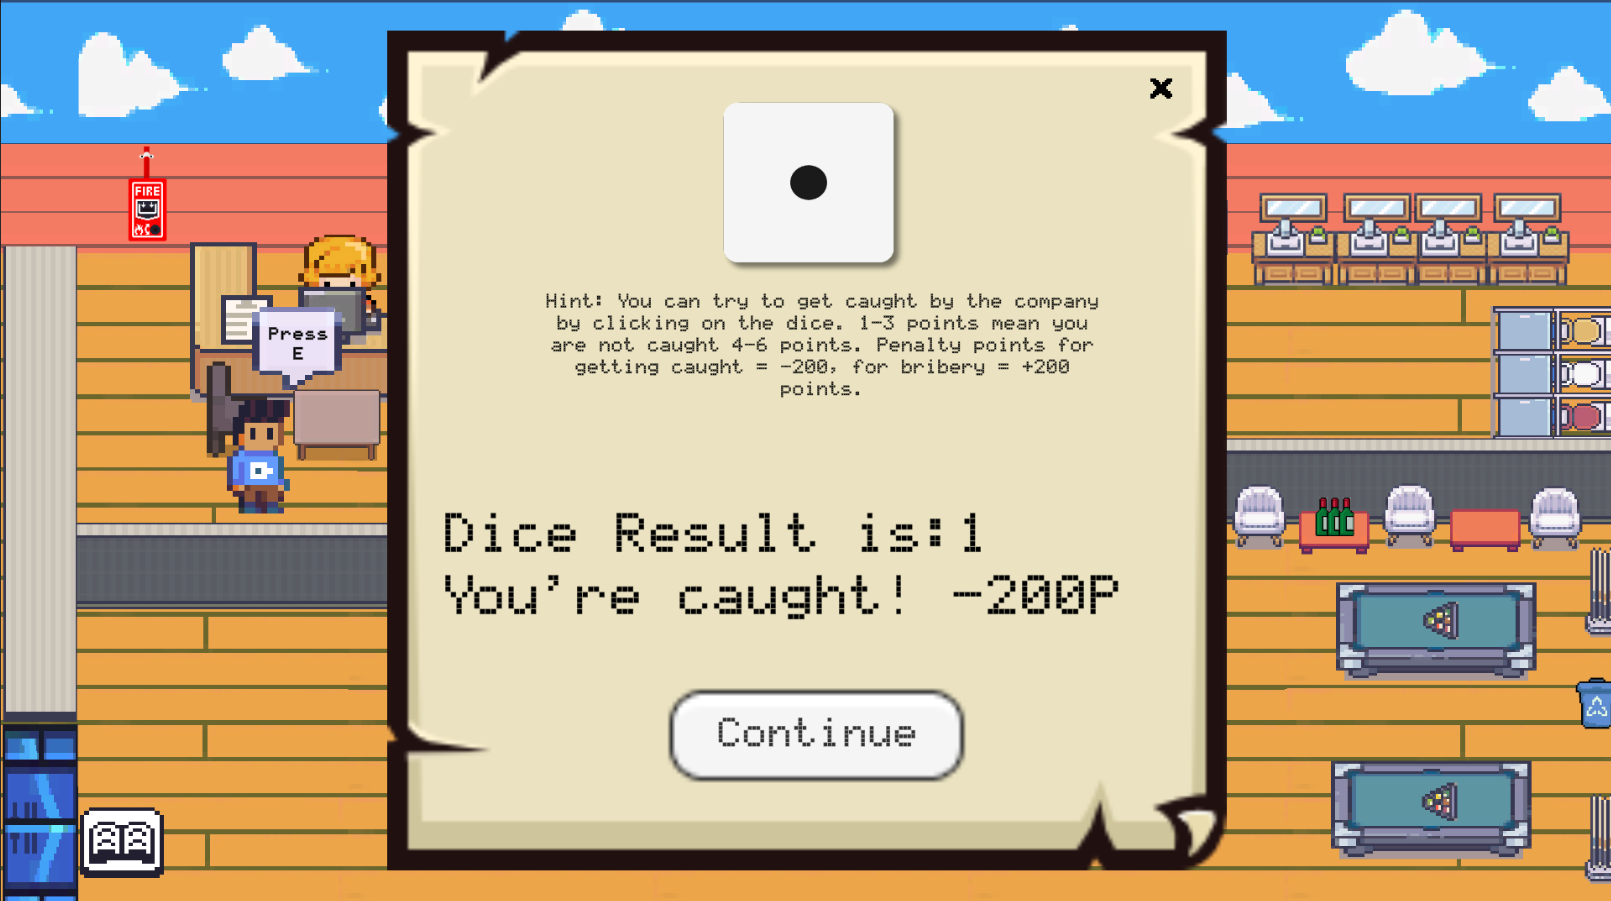 FIRE
Press
E
Hint: You can try to get caught by the company
by clicking on the dice. 1-3 points mean you
are not caught 4-6 points. Penalty points for
getting caught = -200, for bribery = +200
points.
Dice Result is:1
You're caught! -200P
Continue